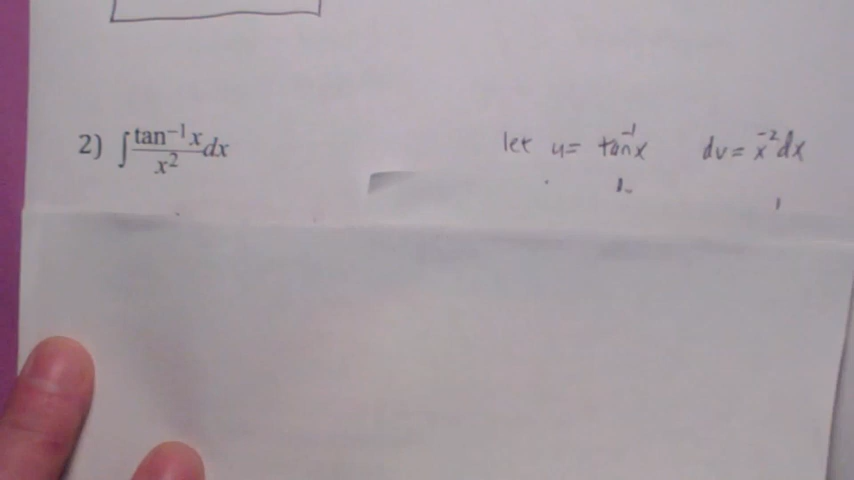 2) ∫ tan⁻¹x/x² dx let u = tan⁻¹x dv = x⁻²dx